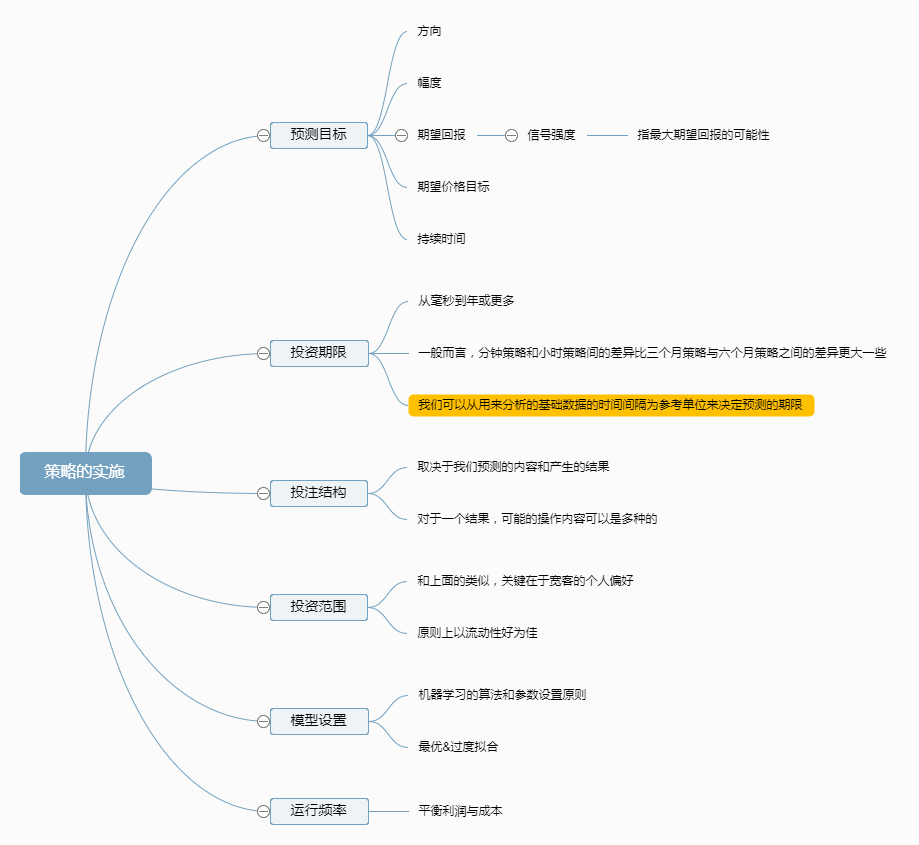 策略的实施
预测目标
方向
幅度
期望回报
信号强度
指最大期望回报的可能性
期望价格目标
持续时间
投资期限
从毫秒到年或更多
一般而言，分钟策略和小时策略间的差异比三个月策略与六个月策略之间的差异更大一些
我们可以从用来分析的基础数据的时间间隔为参考单位来决定预测的期限
投注结构
取决于我们预测的内容和产生的结果
对于一个结果，可能的操作内容可以是多种的
投资范围
和上面的类似，关键在于宽客的个人偏好
原则上以流动性好为佳
模型设置
机器学习的算法和参数设置原则
最优&过度拟合
运行频率
平衡利润与成本